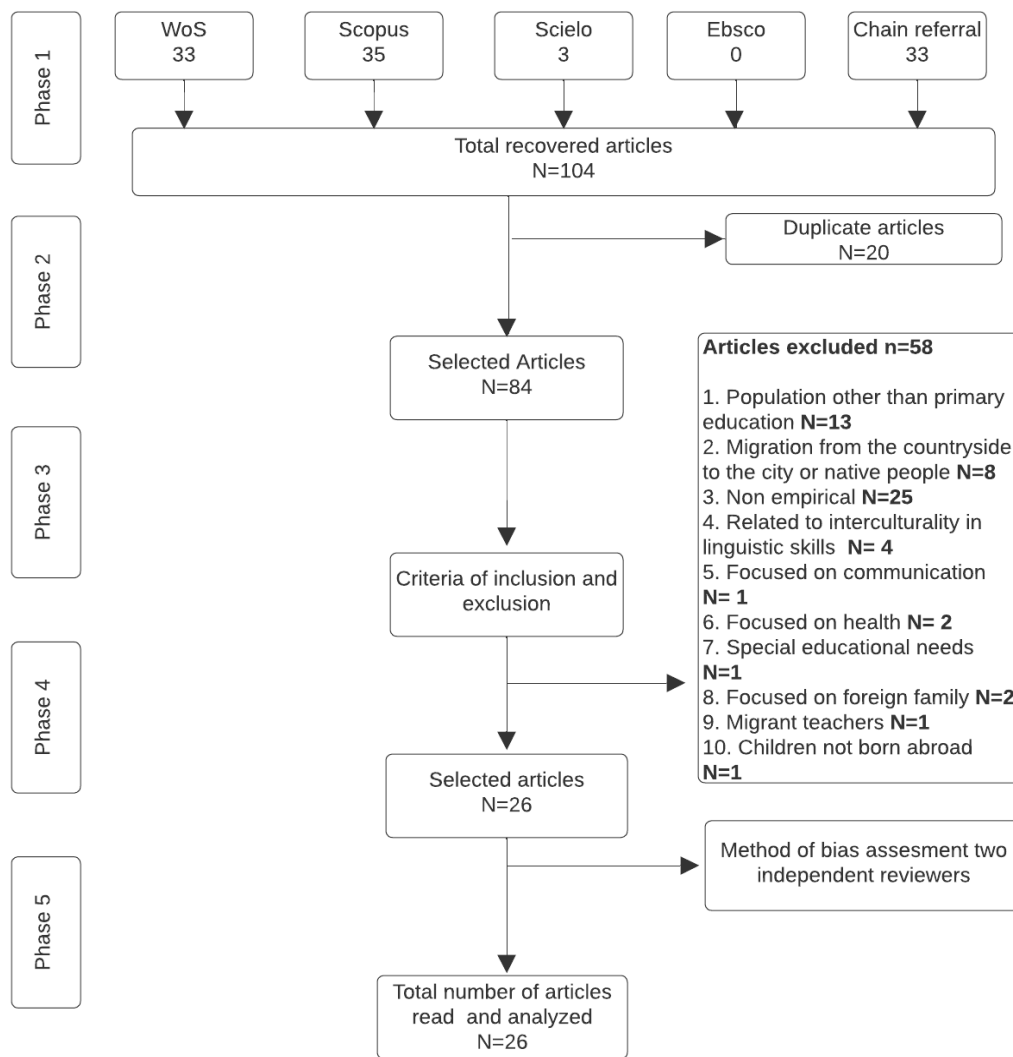 Phase 1
WoS
33
Scopus
35
Scielo
3
Ebsco
0
Chain referral
33
Total recovered articles
N=104
Phase 2
Duplicate articles
N=20
Selected Articles
N=84
Phase 3
Criteria of inclusion and
exclusion
Articles excluded n=58
1. Population other than primary
education N=13
2. Migration from the countryside
to the city or native people N=8
3. Non empirical N=25
4. Related to interculturality in
linguistic skills N= 4
5. Focused on communication
N= 1
6. Focused on health N= 2
7. Special educational needs
N=1
8. Focused on foreign family N=2
9. Migrant teachers N=1
10. Children not born abroad
N=1
Phase 4
Selected articles
N=26
Method of bias assesment two
independent reviewers
Phase 5
Total number of articles
read and analyzed
N=26